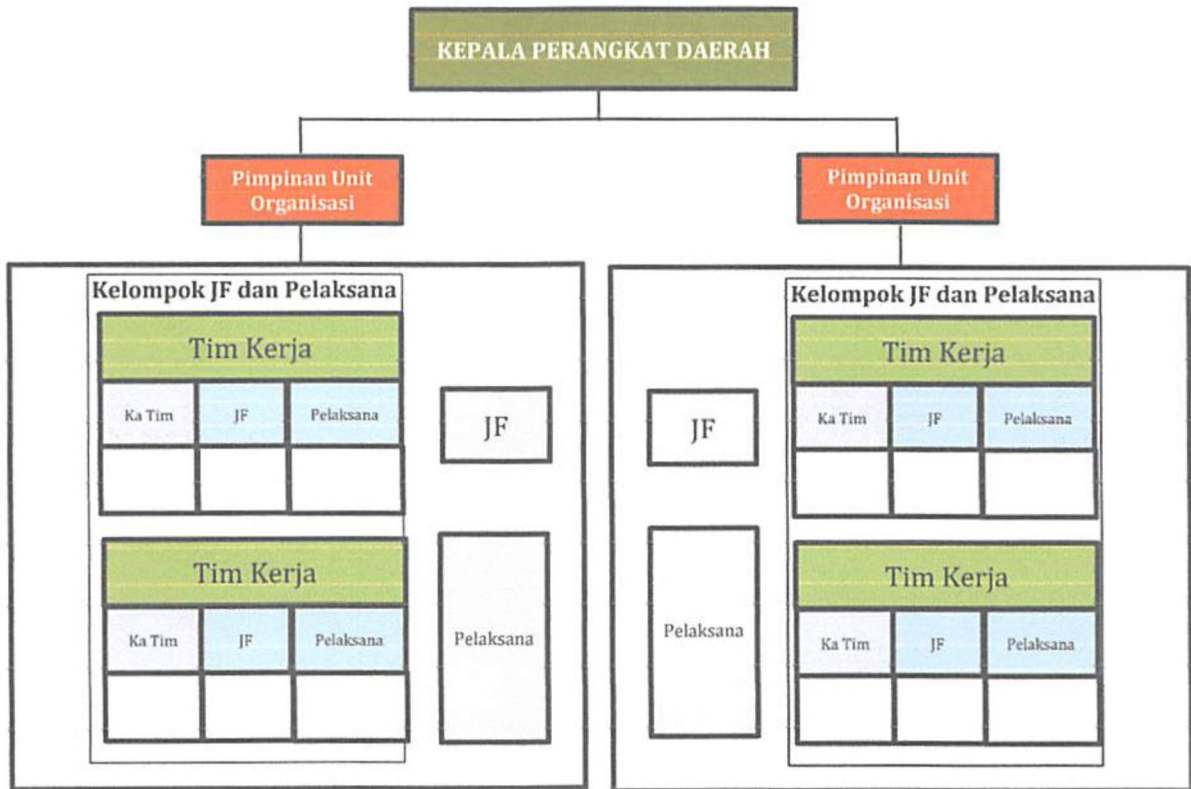 KEPALA PERANGKAT DAERAH
Pimpinan Unit
Organisasi
Pimpinan Unit
Organisasi
Kelompok JF dan Pelaksana
Tim Kerja
Ka Tim JF Pelaksana
JF
Tim Kerja
Ka Tim JF Pelaksana
Pelaksana
Kelompok JF dan Pelaksana
Tim Kerja
Ka Tim JF Pelaksana
JF
Tim Kerja
Ka Tim JF Pelaksana
Pelaksana